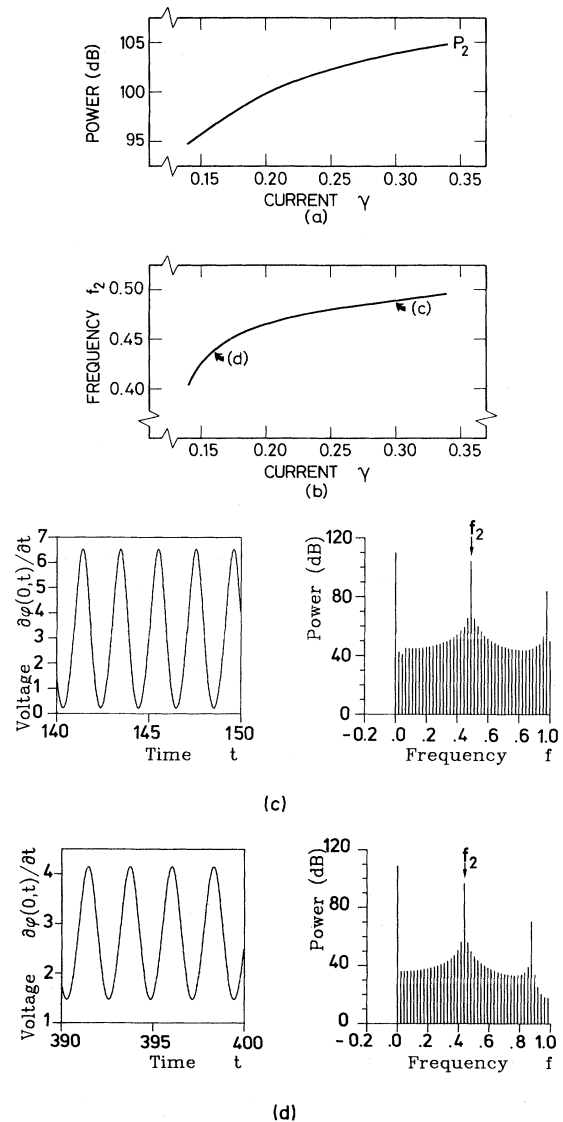 POWER (dB)
105
100
95
P2
0.15 0.20 0.25 0.30 0.35
CURRENT γ
(a)
FREQUENCY f2
0.50
0.45
0.40
(c)
(d)
0.15 0.20 0.25 0.30 0.35
CURRENT γ
(b)
Voltage ∂φ(0,t)/∂t
7
6
5
4
3
2
1
0
140 145 150
Time t
Power (dB)
120
80
40
0
f2
-0.2 .0 .2 .4 .6 .8 1.0
Frequency f
(c)
Voltage ∂φ(0,t)/∂t
4
3
2
1
390 395 400
Time t
Power (dB)
120
80
40
0
f2
-0.2 .0 .2 .4 .6 .8 1.0
Frequency f
(d)